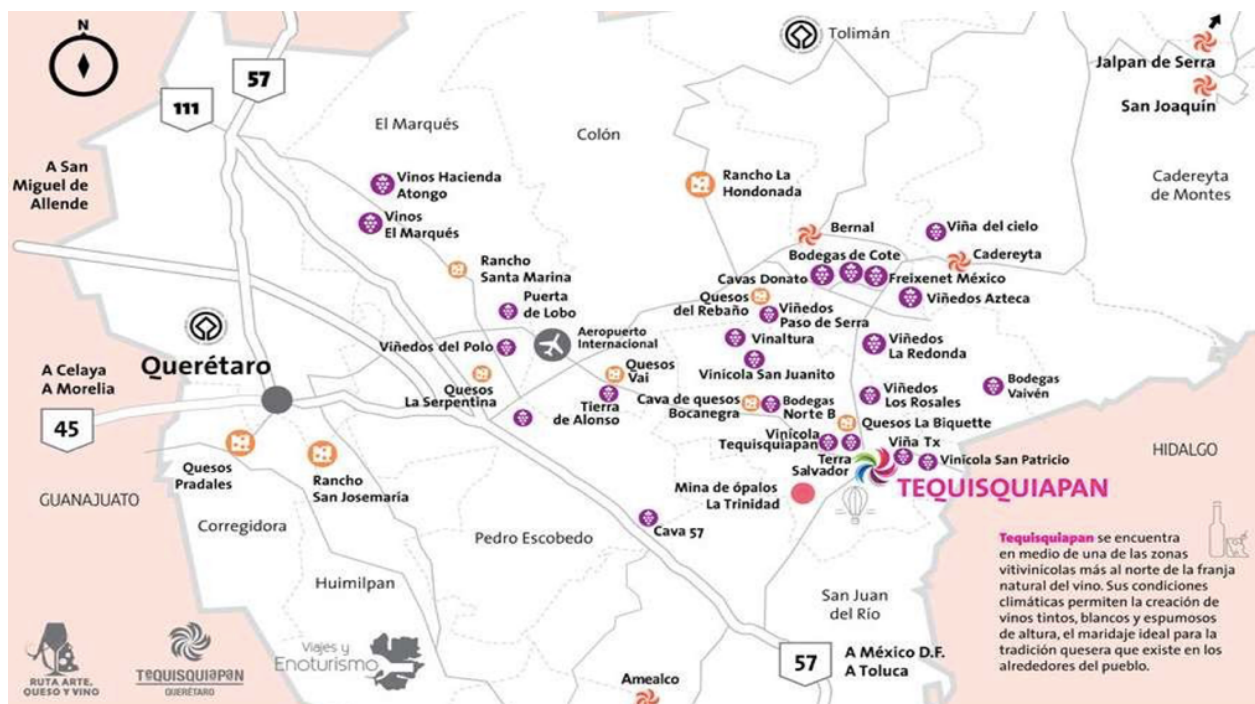 N
57
111
Tolimán
Jalpan de Serra
San Joaquín
El Marqués
Colón
A San
Miguel de
Allende
Vinos Hacienda
Atongo
Rancho La
Hondonada
Cadereyta
de Montes
Vinos
El Marqués
Bernal
Viña del cielo
Rancho
Santa Marina
Bodegas de Cote
Cadereyta
Cavas Donato
Freixenet México
Puerta
de Lobo
Quesos
del Rebaño
Viñedos Azteca
Viñedos
Paso de Serra
Aeropuerto
Internacional
Viñedos del Polo
Vinaltura
Viñedos
La Redonda
Querétaro
A Celaya
A Morelia
Quesos
La Serpentina
Quesos
Vai
Vinícola San Juanito
Bodegas
Vaivén
Viñedos
Los Rosales
45
Tierra
de Alonso
Cava de quesos
Bocanegra
Bodegas
Norte B
Quesos La Biquette
Vinícola
Tequisquiapan
Viña Tx
HIDALGO
Terra
Salvador
Vinícola San Patricio
Quesos
Pradales
Rancho
San Josemaría
Mina de ópalos
La Trinidad
TEQUISQUIAPAN
GUANAJUATO
Corregidora
Pedro Escobedo
Cava 57
Huimilpan
San Juan
del Río
Tequisquiapan se encuentra
en medio de una de las zonas
vitivinícolas más al norte de la franja
natural del vino. Sus condiciones
climáticas permiten la creación de
vinos tintos, blancos y espumosos
de altura, el maridaje ideal para la
tradición quesera que existe en los
alrededores del pueblo.
RUTA ARTE,
QUESO Y VINO
TEQUISQUIAPAN
QUERÉTARO
Viajes y
Enoturismo
57
A México D.F.
A Toluca
Amealco